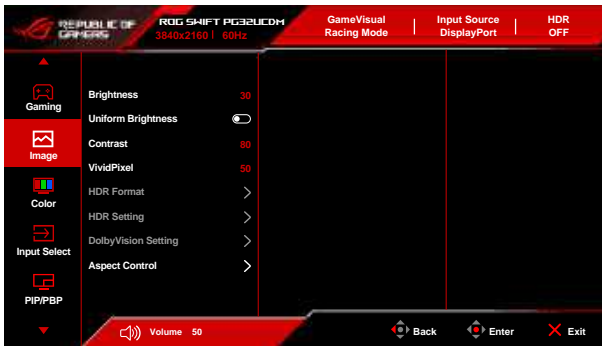 REPUBLIC OF
GAMERS
ROG SWIFT PG32UCDM
3840x2160 | 60Hz
GameVisual
Racing Mode
Input Source
DisplayPort
HDR
OFF
Gaming
Image
Color
Input Select
PIP/PBP
Brightness 30
Uniform Brightness
Contrast 80
VividPixel 50
HDR Format
HDR Setting
DolbyVision Setting
Aspect Control
Volume 50
Back
Enter
Exit